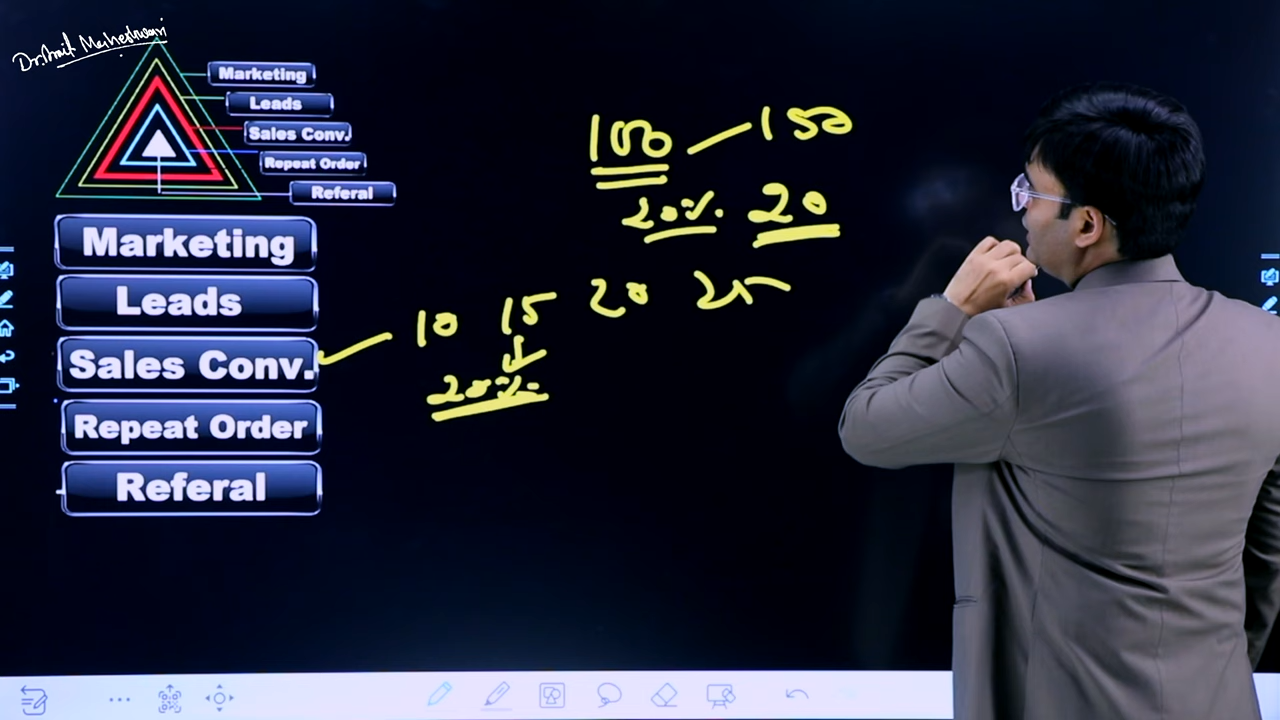 Dr. Amit Maheshwari
Marketing
Leads
Sales Conv.
Repeat Order
Referal
Marketing
Leads
Sales Conv.
Repeat Order
Referal
100 150
20% 20
10 15 20 25
20%